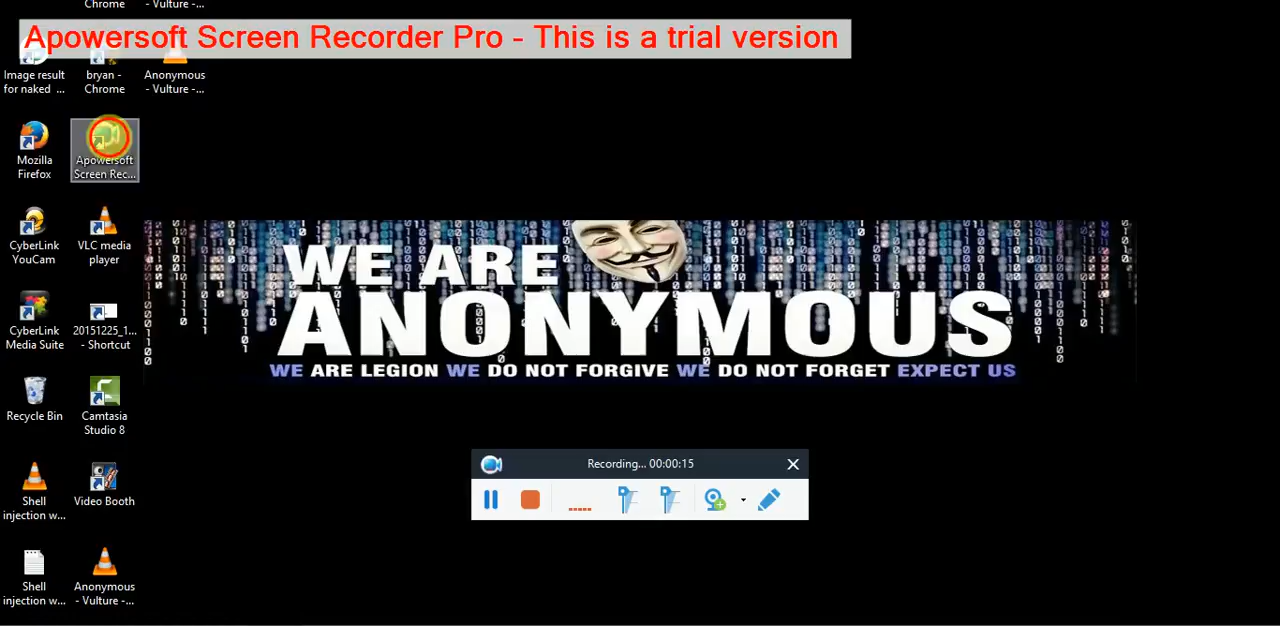 Chrome
- Vulture -...
Apowersoft Screen Recorder Pro - This is a trial version
Image result
for naked ...
bryan -
Chrome
Anonymous
- Vulture -...
Mozilla
Firefox
Apowersoft
Screen Rec...
CyberLink
YouCam
VLC media
player
WE ARE
ANONYMOUS
WE ARE LEGION WE DO NOT FORGIVE WE DO NOT FORGET EXPECT US
CyberLink
Media Suite
20151225_1...
- Shortcut
Recycle Bin
Camtasia
Studio 8
Recording... 00:00:15
Shell
injection w...
Video Booth
Shell
injection w...
Anonymous
- Vulture -...